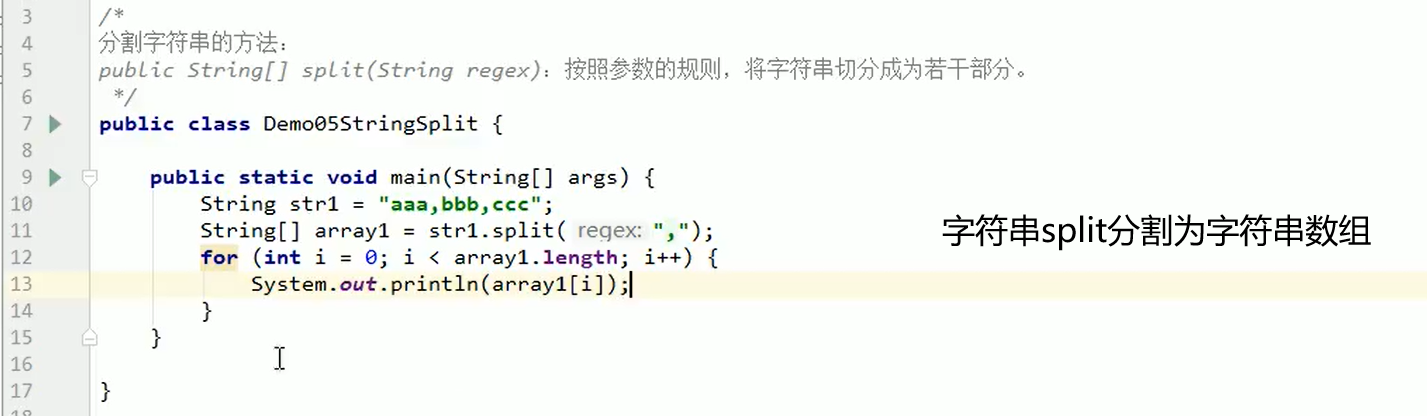 3 /*
4 分割字符串的方法：
5 public String[] split(String regex)：按照参数的规则，将字符串切分成为若干部分。
6 */
7 public class Demo05StringSplit {
8
9 public static void main(String[] args) {
10 String str1 = "aaa,bbb,ccc";
11 String[] array1 = str1.split( regex: ",");
字符串split分割为字符串数组
12 for (int i = 0; i < array1.length; i++) {
13 System.out.println(array1[i]);
14 }
15 }
16
17 }